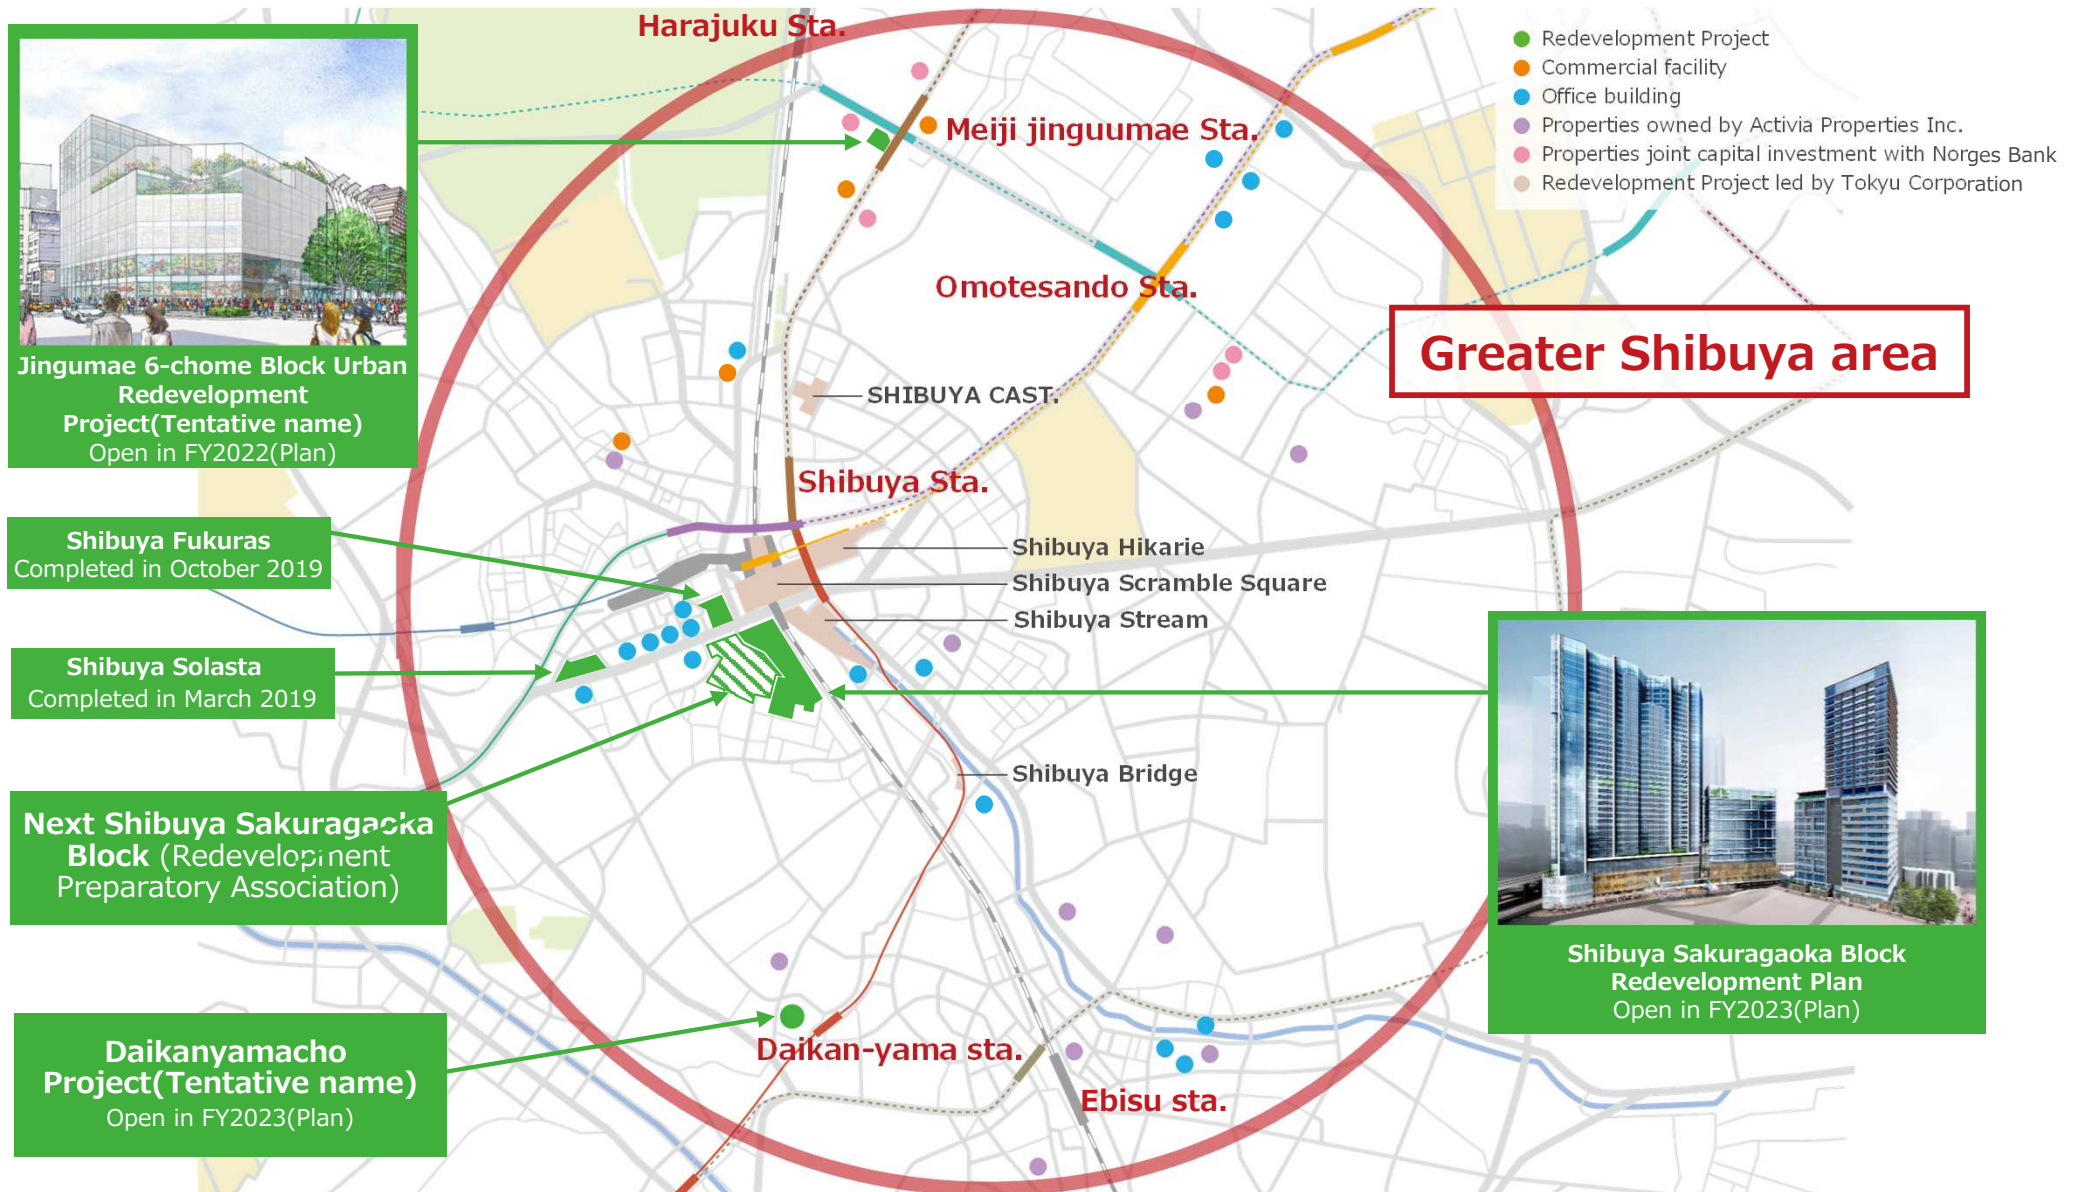 Harajuku Sta.
Redevelopment Project
Commercial facility
Office building
Properties owned by Activia Properties Inc.
Properties joint capital investment with Norges Bank
Redevelopment Project led by Tokyu Corporation
Meiji jinguumae Sta.
Omotesando Sta.
Greater Shibuya area
Jingumae 6-chome Block Urban
Redevelopment
Project(Tentative name)
Open in FY2022(Plan)
SHIBUYA CAST.
Shibuya Sta.
Shibuya Fukuras
Completed in October 2019
Shibuya Hikarie
Shibuya Scramble Square
Shibuya Stream
Shibuya Solasta
Completed in March 2019
Shibuya Bridge
Next Shibuya Sakuragaoka
Block (Redevelopment
Preparatory Association)
Shibuya Sakuragaoka Block
Redevelopment Plan
Open in FY2023(Plan)
Daikanyamacho
Project(Tentative name)
Open in FY2023(Plan)
Daikan-yama sta.
Ebisu sta.